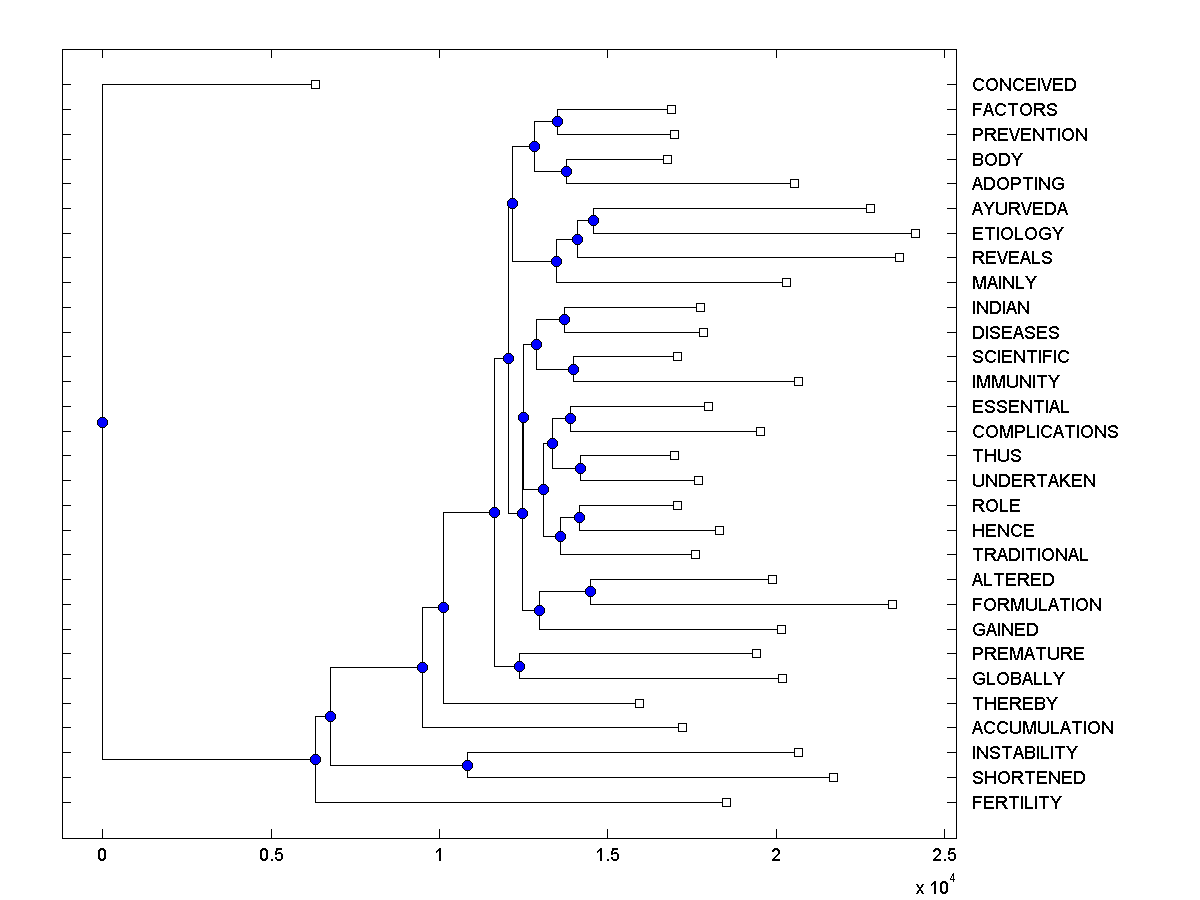 CONCEIVED
FACTORS
PREVENTION
BODY
ADOPTING
AYURVEDA
ETIOLOGY
REVEALS
MAINLY
INDIAN
DISEASES
SCIENTIFIC
IMMUNITY
ESSENTIAL
COMPLICATIONS
THUS
UNDERTAKEN
ROLE
HENCE
TRADITIONAL
ALTERED
FORMULATION
GAINED
PREMATURE
GLOBALLY
THEREBY
ACCUMULATION
INSTABILITY
SHORTENED
FERTILITY
0 0.5 1 1.5 2 2.5
x 10^4